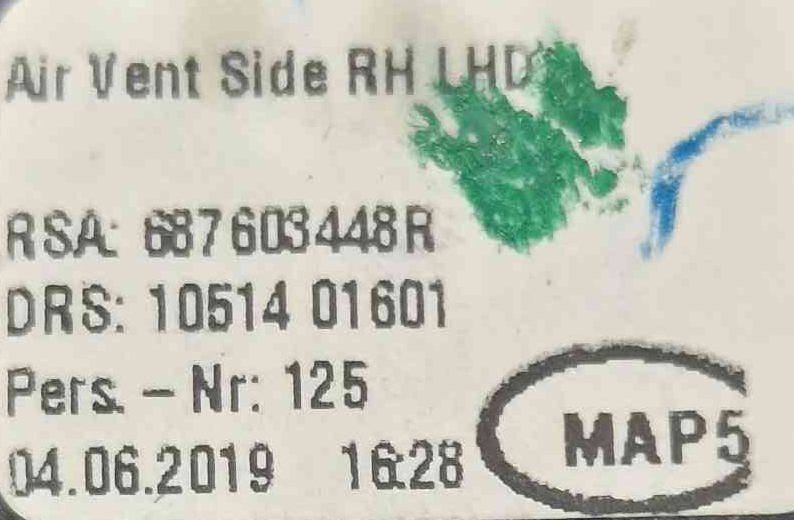 Air Vent Side RH LHD
RSA: 687603448R
DRS: 10514 01601
Pers. - Nr: 125
04.06.2019 16:28
MAP5